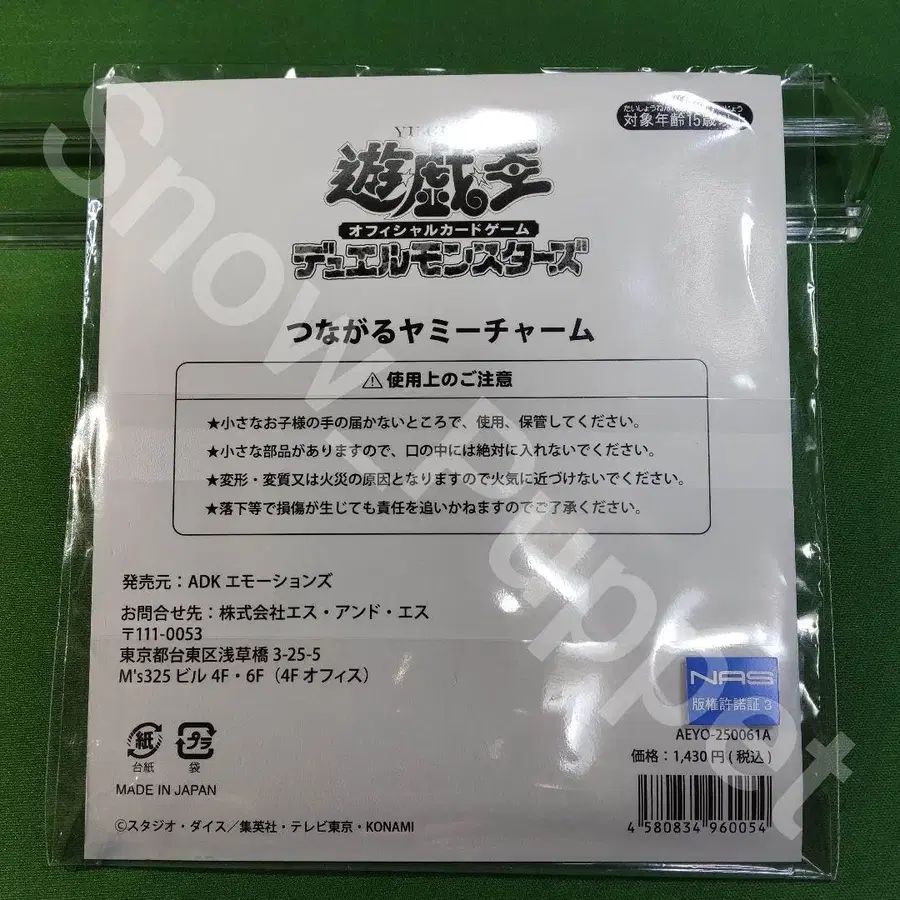 たいしょうねん
対象年齢15歳
遊戯王
オフィシャルカードゲーム
デュエルモンスターズ
つながるヤミーチャーム
⚠使用上のご注意
★小さなお子様の手の届かないところで、使用、保管してください。
★小さな部品がありますので、口の中には絶対に入れないでください。
★変形・変質又は火災の原因となりますので火気に近づけないでください。
★落下等で損傷が生じても責任を追いかねますのでご了承ください。
発売元：ADK エモーションズ
お問合せ先：株式会社エス・アンド・エス
〒111-0053
東京都台東区浅草橋 3-25-5
M's325 ビル 4F・6F（4F オフィス）
NAS
版権許諾証 3
AEYO-250061A
価格：1,430 円 ( 税込 )
紙
プラ
台紙
袋
MADE IN JAPAN
4 580834 960054
©スタジオ・ダイス／集英社・テレビ東京・KONAMI
Snow_Puppet